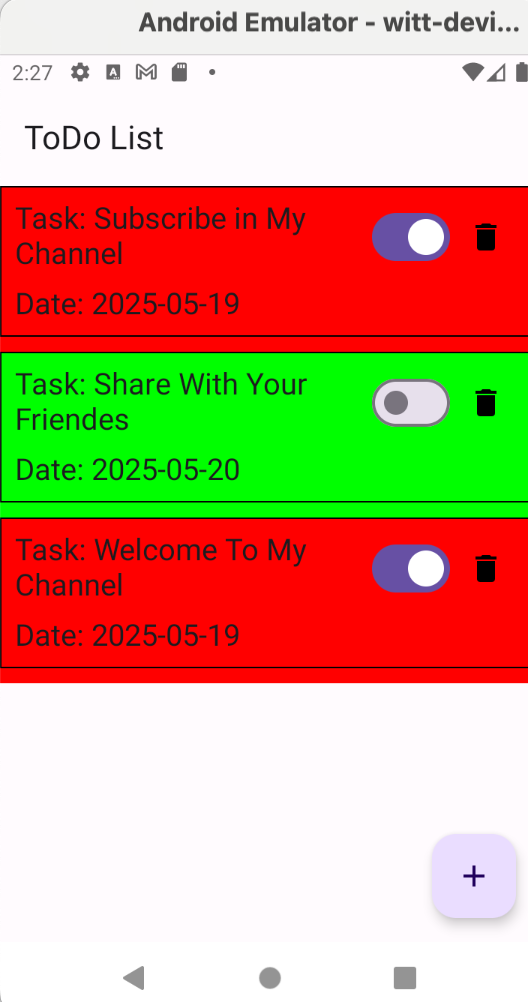 Android Emulator - witt-devi...
2:27
ToDo List
Task: Subscribe in My
Channel
Date: 2025-05-19
Task: Share With Your
Friendes
Date: 2025-05-20
Task: Welcome To My
Channel
Date: 2025-05-19